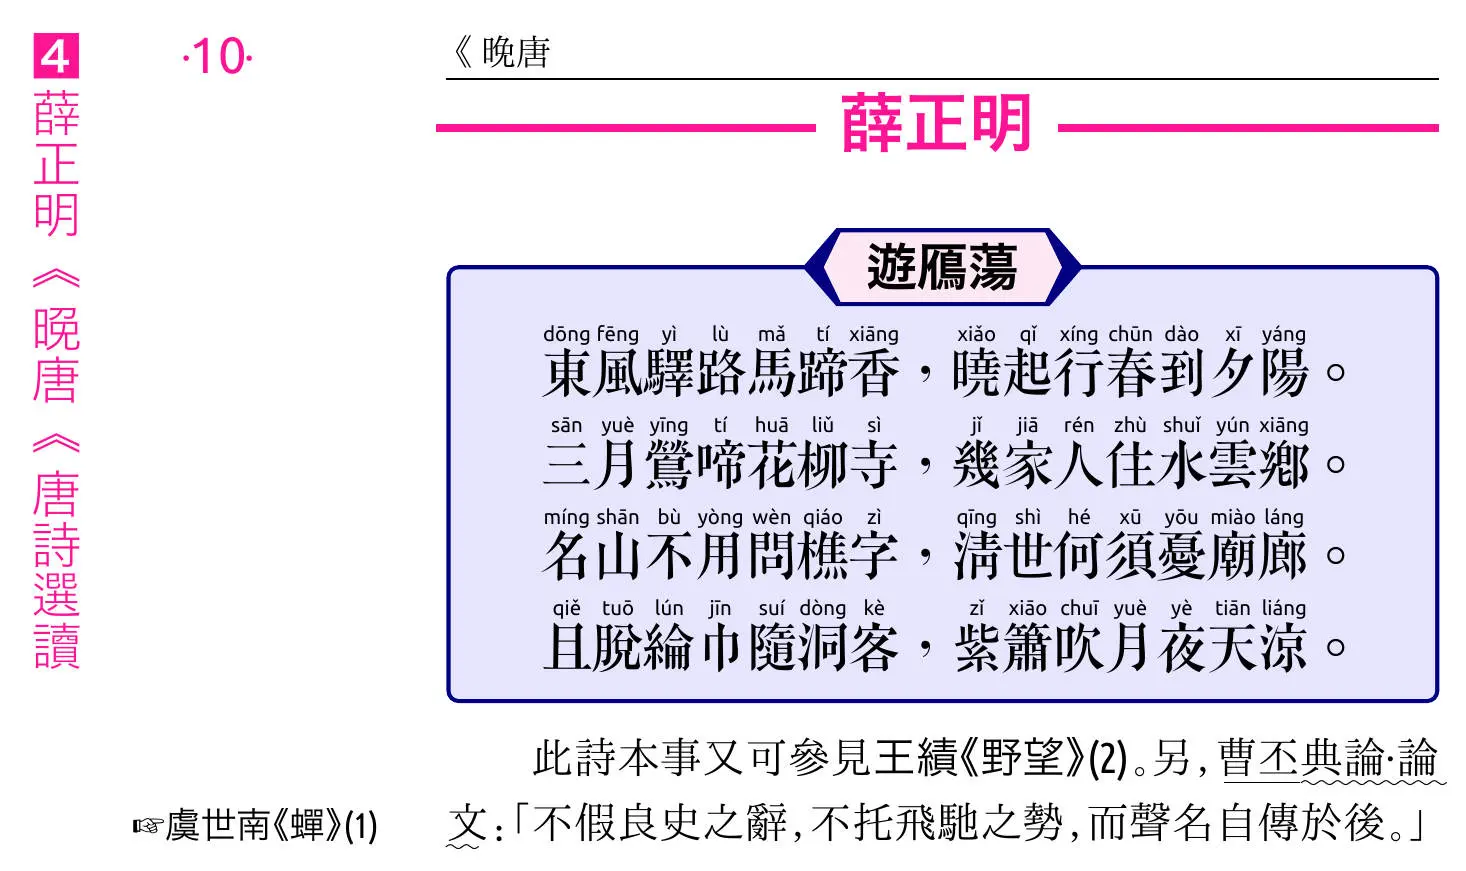 4 薛正明《晚唐《唐詩選讀
·10·
《 晚唐
薛正明
遊鴈蕩
dōng fēng yì lù mǎ tí xiāng xiǎo qǐ xíng chūn dào xī yáng
東風驛路馬蹄香，曉起行春到夕陽。
sān yuè yīng tí huā liǔ sì jǐ jiā rén zhù shuǐ yún xiāng
三月鶯啼花柳寺，幾家人住水雲鄉。
míng shān bù yòng wèn qiáo zì qīng shì hé xū yōu miào láng
名山不用問樵字，淸世何須憂廟廊。
qiě tuō lún jīn suí dòng kè zǐ xiāo chuī yuè yè tiān liáng
且脫綸巾隨洞客，紫簫吹月夜天涼。
此詩本事又可參見王績《野望》(2)。另，曹丕典論·論
☞虞世南《蟬》(1)
文：「不假良史之辭，不托飛馳之勢，而聲名自傳於後。」